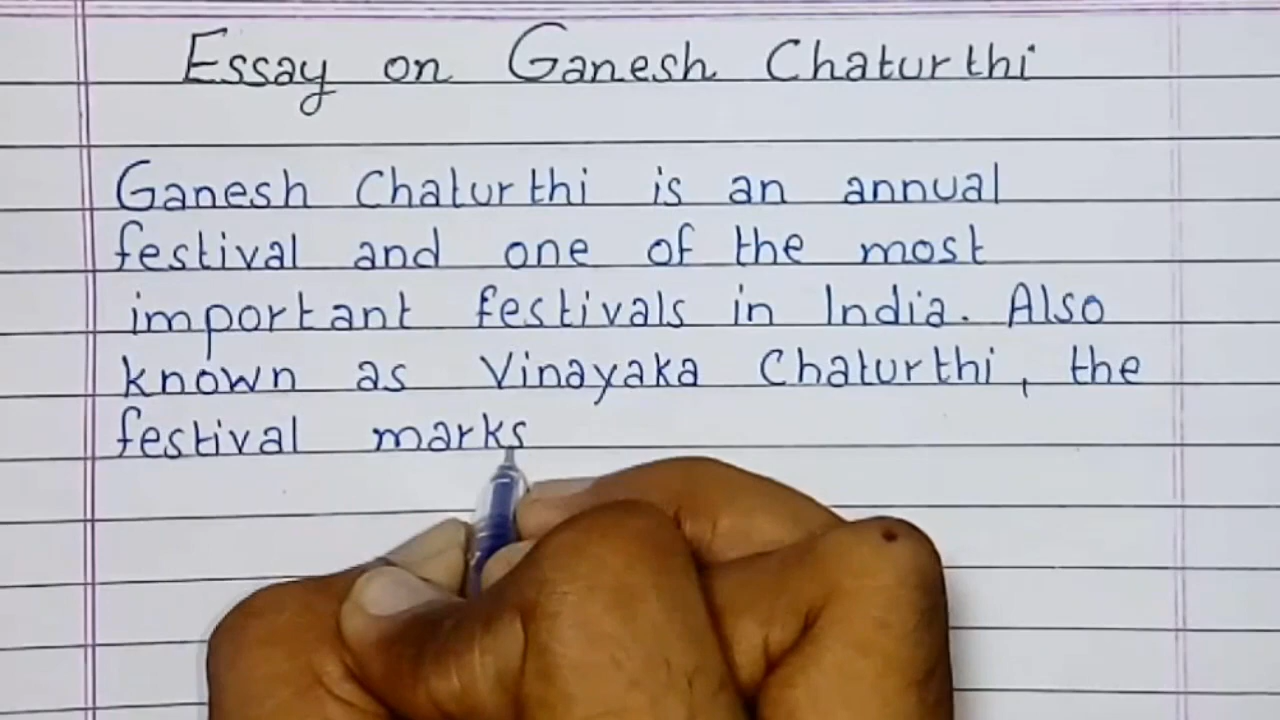 Essay on Ganesh Chaturthi
Ganesh Chaturthi is an annual
festival and one of the most
important festivals in India. Also
known as Vinayaka Chaturthi, the
festival marks